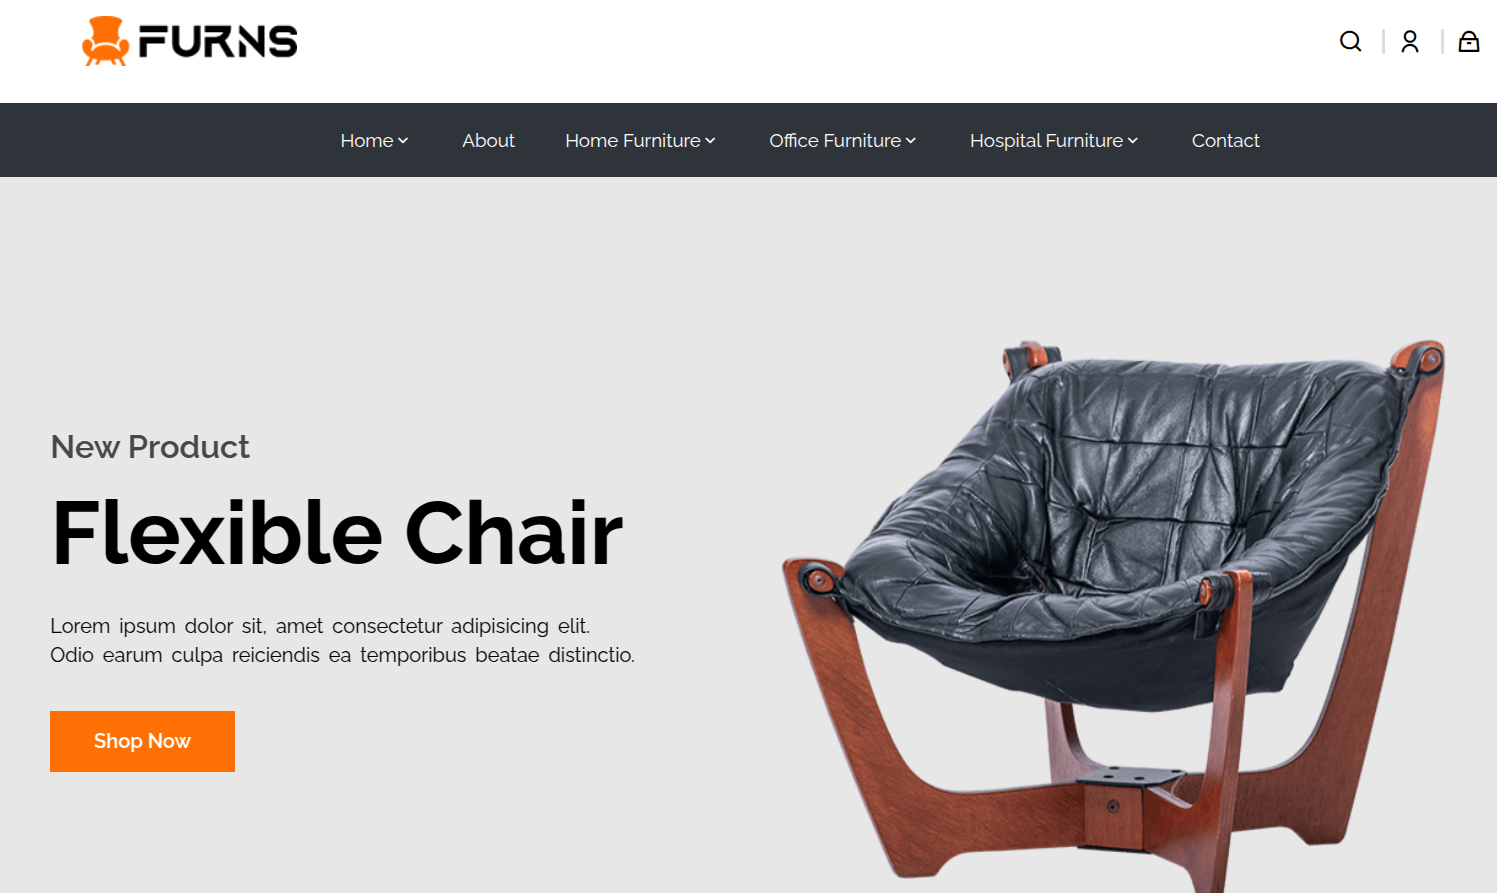 FURNS
Home About Home Furniture Office Furniture Hospital Furniture Contact
New Product
Flexible Chair
Lorem ipsum dolor sit, amet consectetur adipisicing elit.
Odio earum culpa reiciendis ea temporibus beatae distinctio.
Shop Now